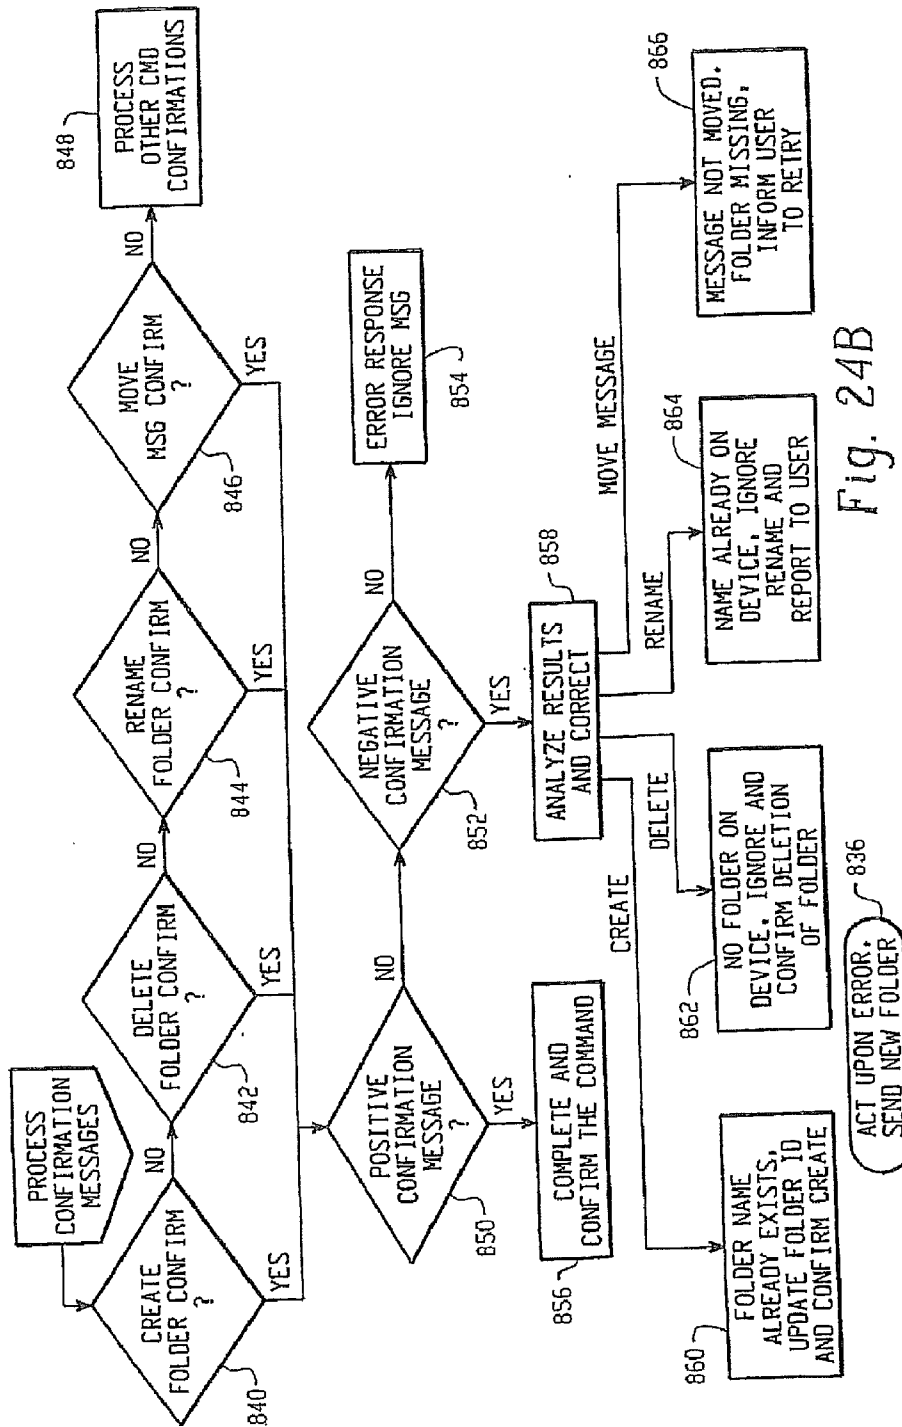 PROCESS
CONFIRMATION
MESSAGES
CREATE
FOLDER CONFIRM
?
840
NO
YES
DELETE
FOLDER CONFIRM
?
842
NO
YES
RENAME
FOLDER CONFIRM
?
844
NO
YES
MOVE
MSG CONFIRM
?
846
NO
YES
848
PROCESS
OTHER CMD
CONFIRMATIONS
POSITIVE
CONFIRMATION
MESSAGE
?
850
NO
YES
NEGATIVE
CONFIRMATION
MESSAGE
?
852
NO
YES
ERROR RESPONSE
IGNORE MSG
854
COMPLETE AND
CONFIRM THE COMMAND
856
ANALYZE RESULTS
AND CORRECT
858
CREATE
DELETE
RENAME
MOVE MESSAGE
860
FOLDER NAME
ALREADY EXISTS,
UPDATE FOLDER ID
AND CONFIRM CREATE
862
NO FOLDER ON
DEVICE, IGNORE AND
CONFIRM DELETION
OF FOLDER
864
NAME ALREADY ON
DEVICE, IGNORE
RENAME AND
REPORT TO USER
866
MESSAGE NOT MOVED.
FOLDER MISSING,
INFORM USER
TO RETRY
ACT UPON ERROR,
SEND NEW FOLDER
836
Fig. 24B